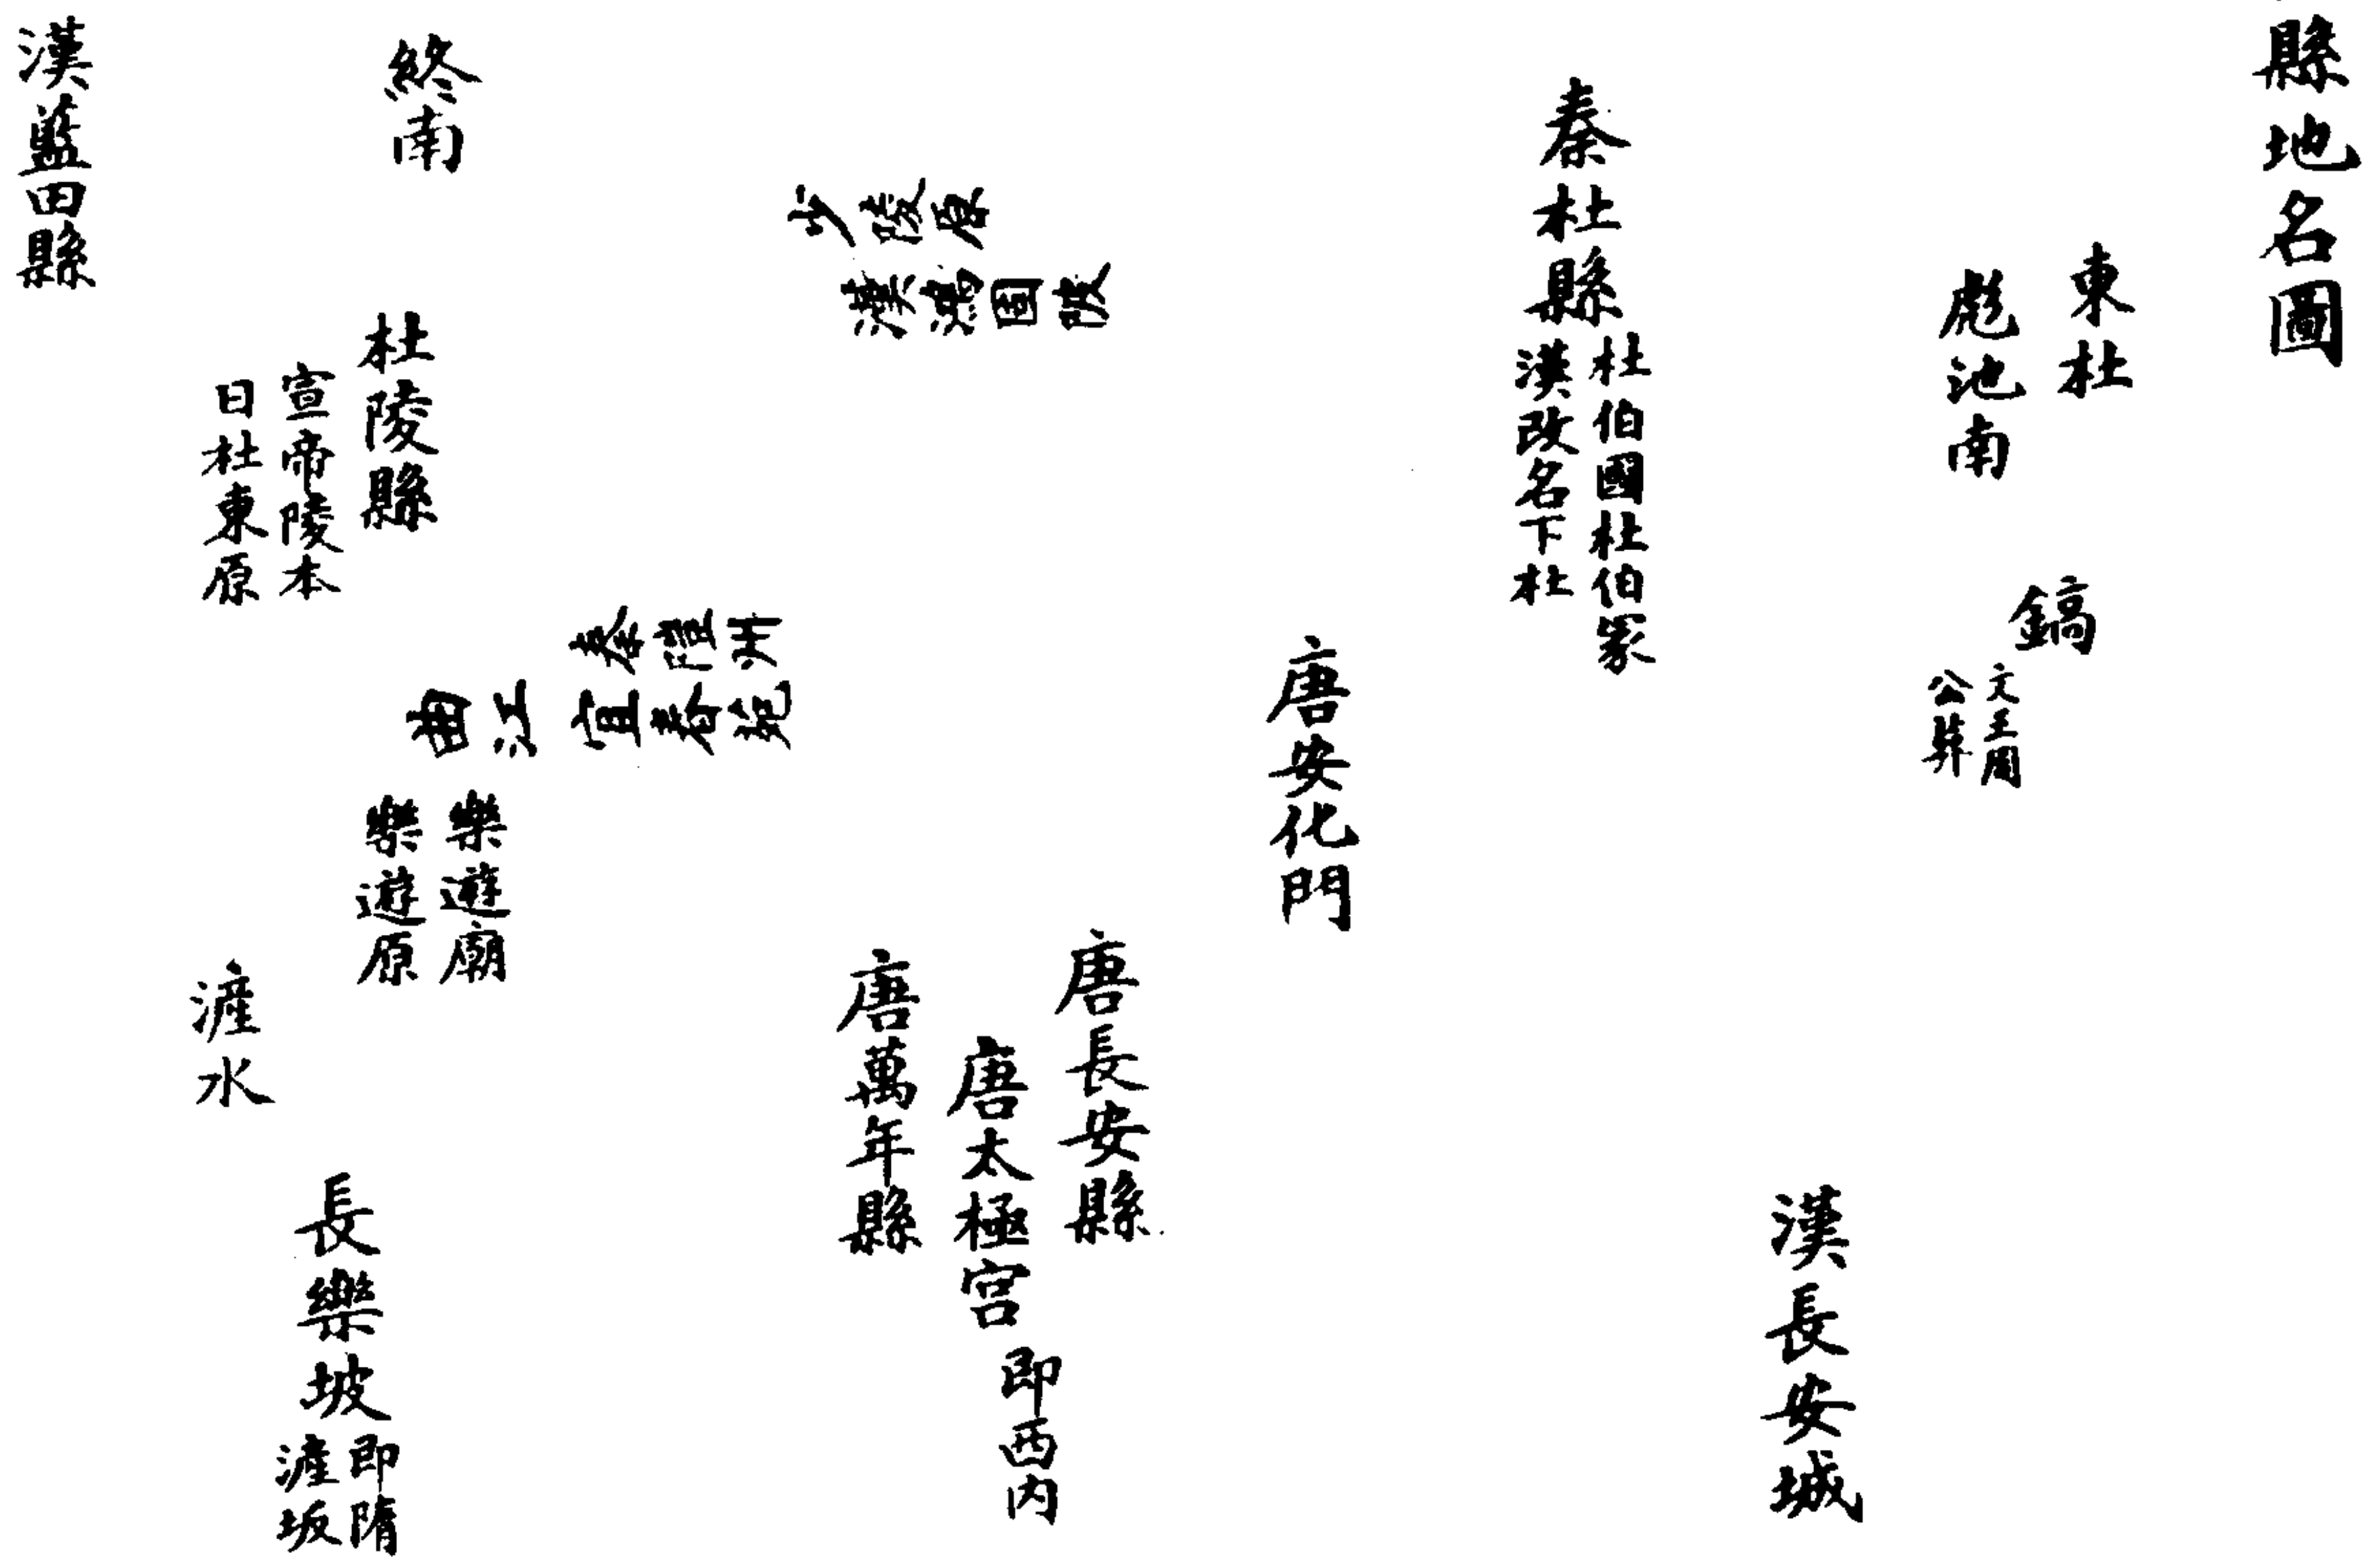 縣地名圖
東杜
彪池南
鎬
文王周
公葬
漢長安城
秦杜縣
杜伯國杜伯冢
漢改名下杜
唐安化門
唐長安縣
唐太極宮
即西內
唐萬年縣
終南
杜陵縣
宣帝陵本
曰杜東原
樂遊廟
樂遊原
長樂坡
即隋
滻坂
滻水
漢藍田縣